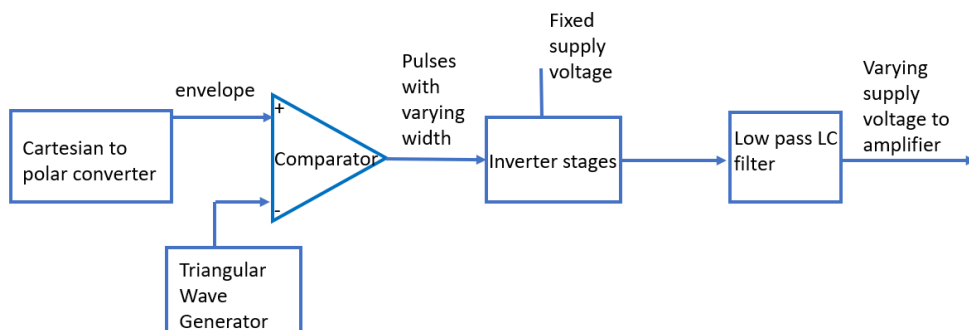 Cartesian to
polar converter
envelope
+
-
Comparator
Triangular
Wave
Generator
Pulses
with
varying
width
Fixed
supply
voltage
Inverter stages
Low pass LC
filter
Varying
supply
voltage to
amplifier